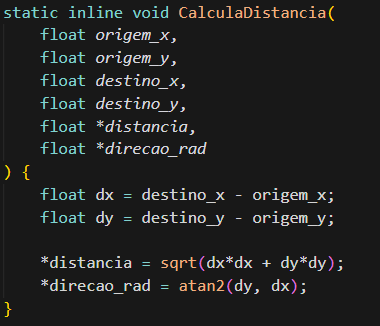 static inline void CalculaDistancia(
    float origem_x,
    float origem_y,
    float destino_x,
    float destino_y,
    float *distancia,
    float *direcao_rad
) {
    float dx = destino_x - origem_x;
    float dy = destino_y - origem_y;

    *distancia = sqrt(dx*dx + dy*dy);
    *direcao_rad = atan2(dy, dx);
}